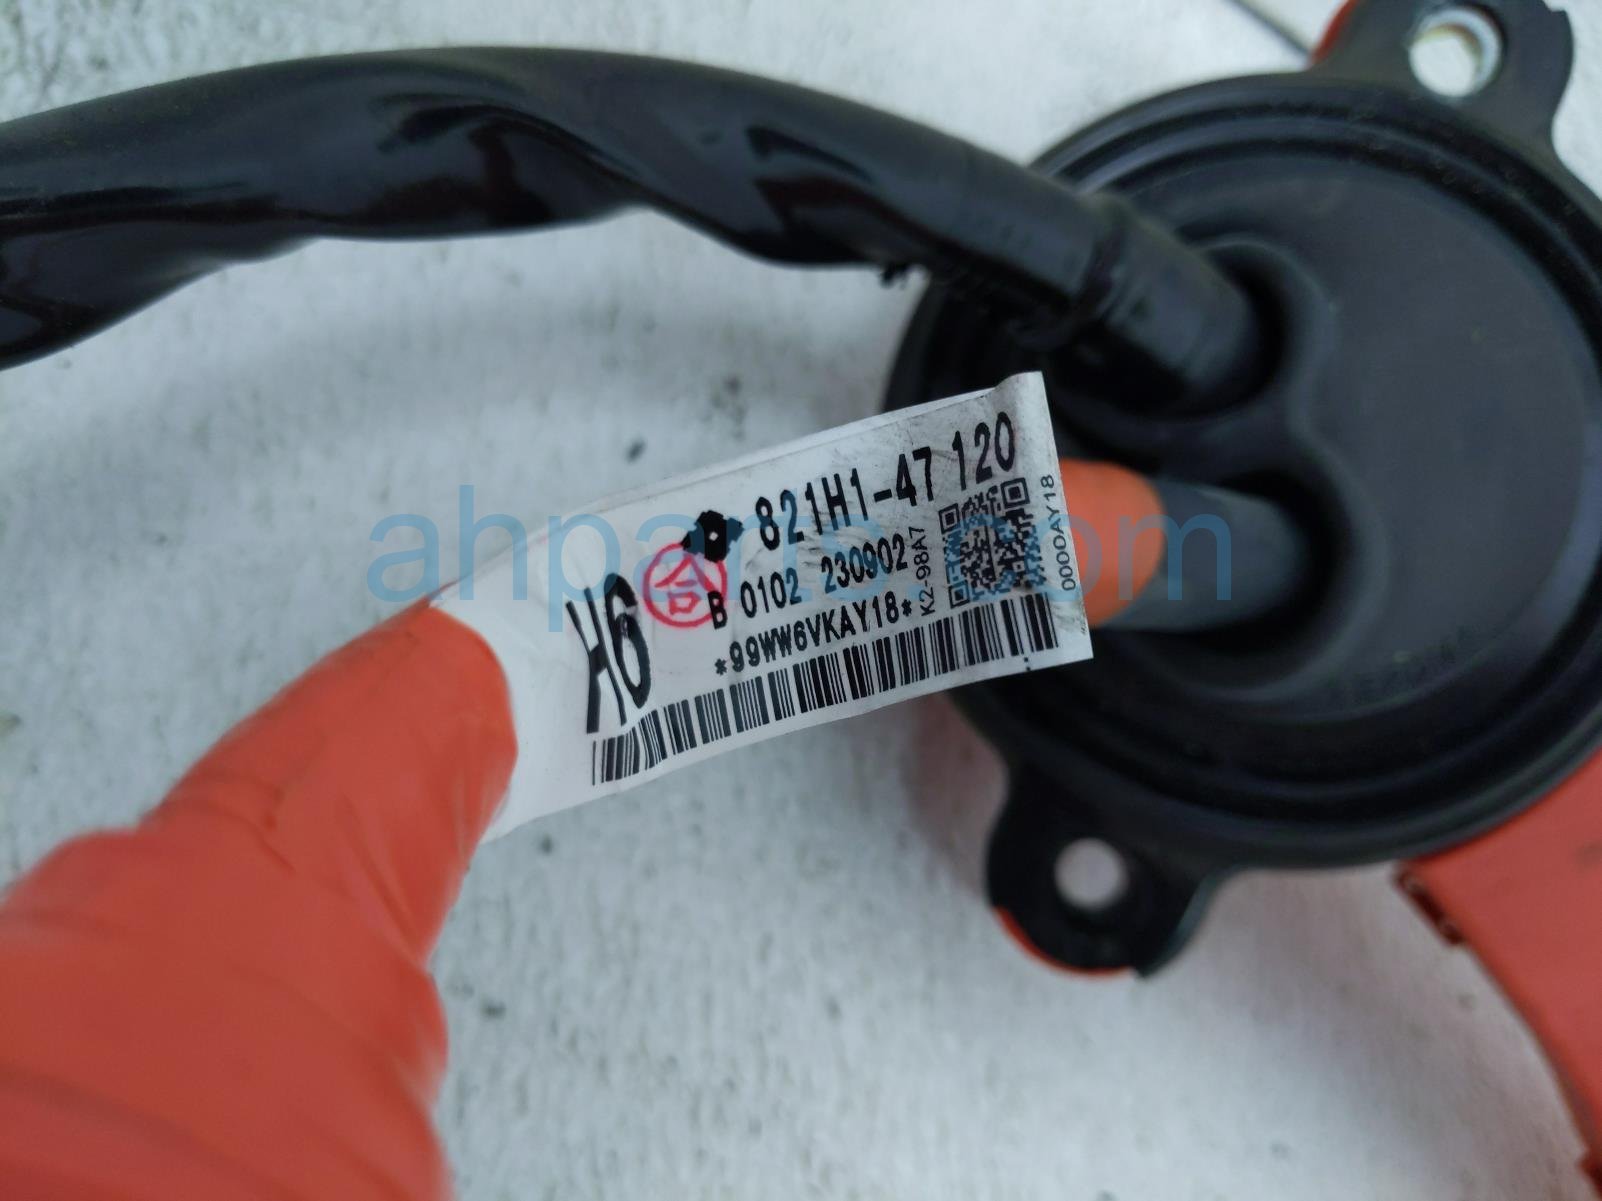 821H1-47120
H6 合 B 0102 230902
*99WW6VKAY18*
K2-98A7
0000AY18
ahparts.com